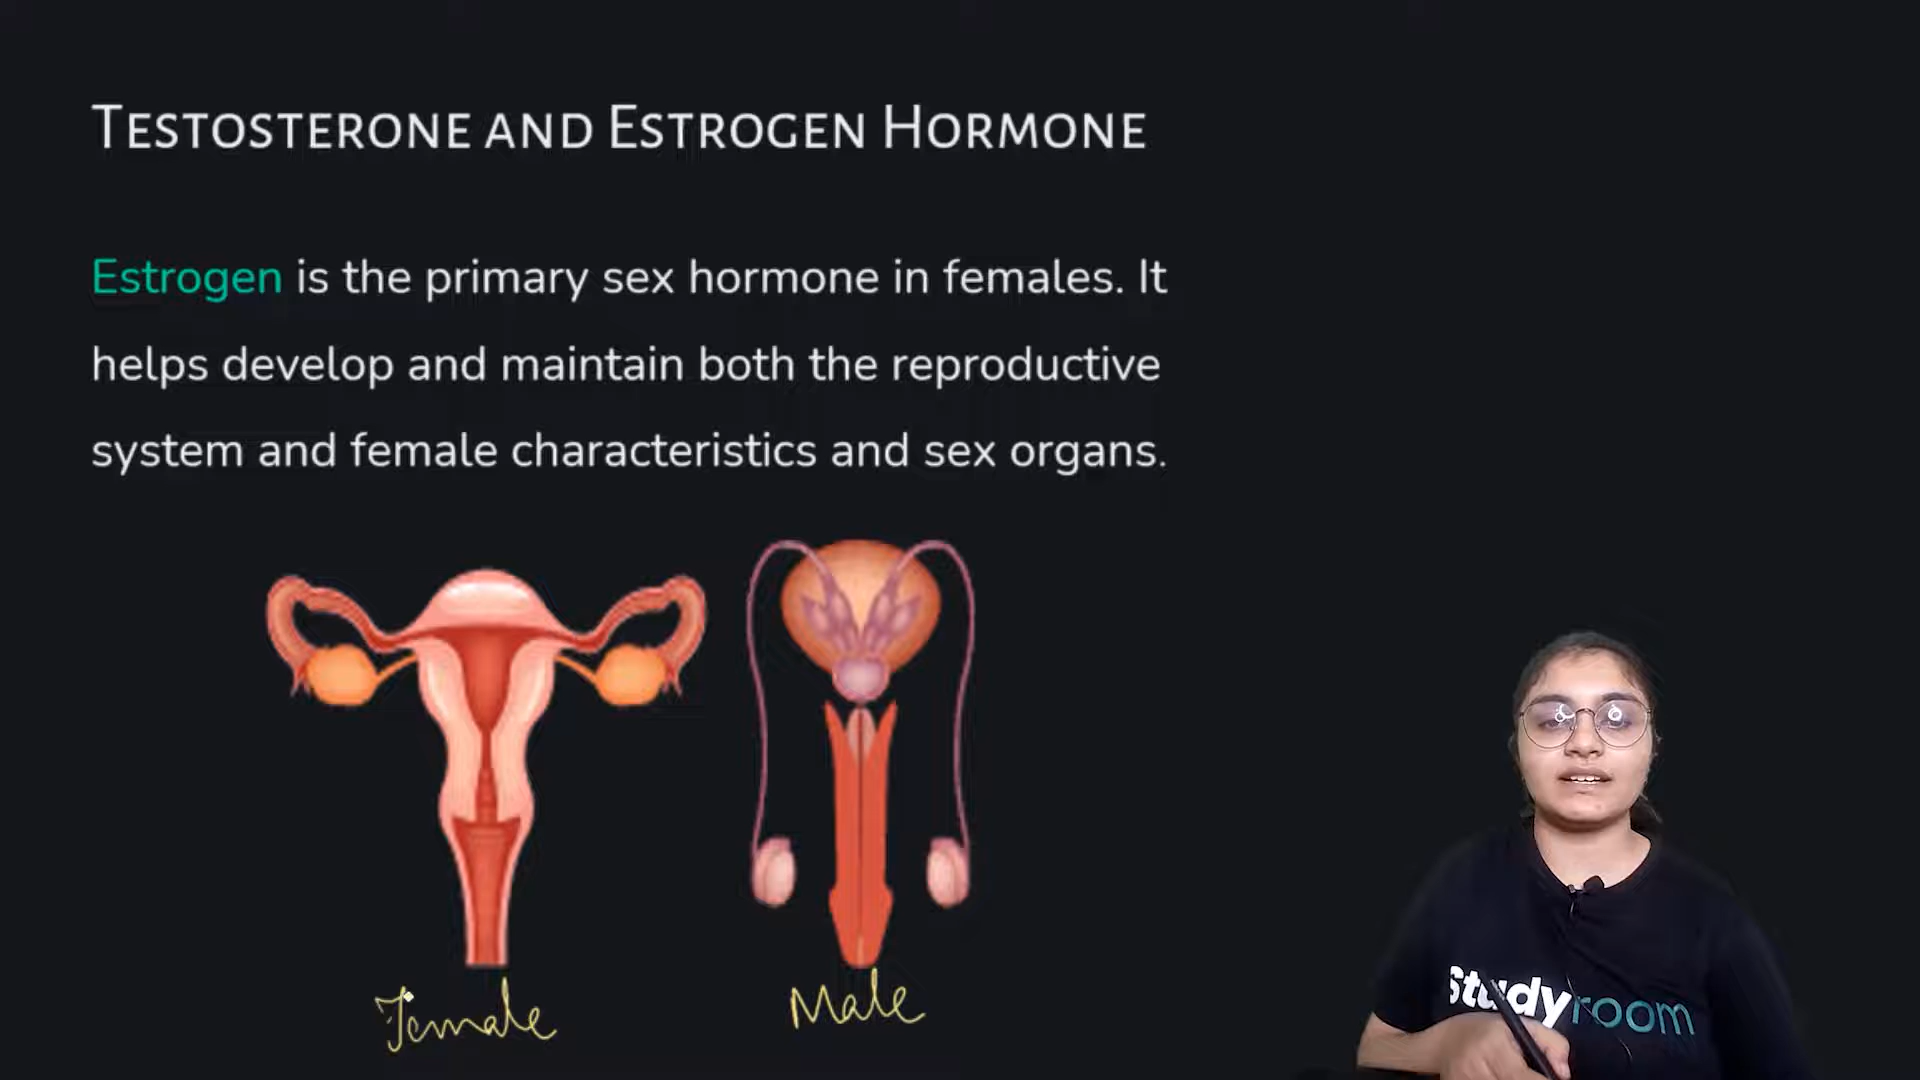 TESTOSTERONE AND ESTROGEN HORMONE
Estrogen is the primary sex hormone in females. It
helps develop and maintain both the reproductive
system and female characteristics and sex organs.
Female
Male
Studyroom